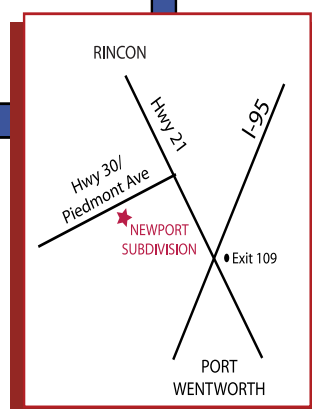 RINCON
Hwy 21
I-95
Hwy 30/
Piedmont Ave
NEWPORT
SUBDIVISION
Exit 109
PORT
WENTWORTH